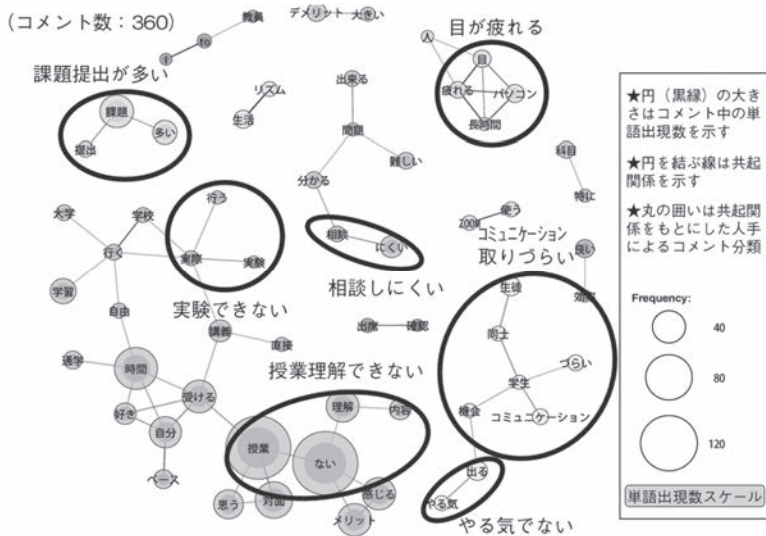 （コメント数：360）
教員
to
I
デメリット
大きい
人
目が疲れる
目
疲れる
パソコン
長時間
課題提出が多い
課題
多い
提出
リズム
生活
出来る
問題
難しい
分かる
相談
にくい
相談しにくい
科目
特に
ZOOM
使う
良い
コミュニケーション
取りづらい
大学
学校
行く
学習
自由
行う
実際
実験
実験できない
講義
直接
出席
確認
通学
時間
受ける
好き
自分
ペース
授業理解できない
理解
内容
授業
ない
思う
対面
感じる
メリット
生徒
同士
づらい
学生
機会
コミュニケーション
出る
やる気
やる気でない
★円（黒縁）の大き
さはコメント中の単
語出現数を示す
★円を結ぶ線は共起
関係を示す
★丸の囲いは共起関
係をもとにした人手
によるコメント分類
Frequency:
40
80
120
単語出現数スケール